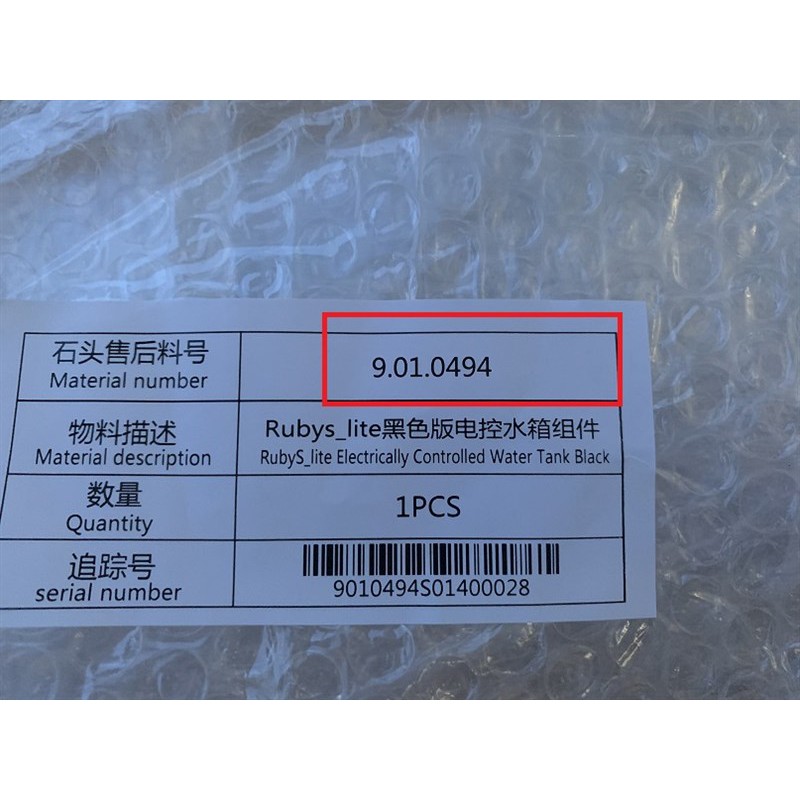 石头售后料号
Material number
9.01.0494
物料描述
Material description
Rubys_lite黑色版电控水箱组件
RubyS_lite Electrically Controlled Water Tank Black
数量
Quantity
1PCS
追踪号
serial number
9010494S01400028